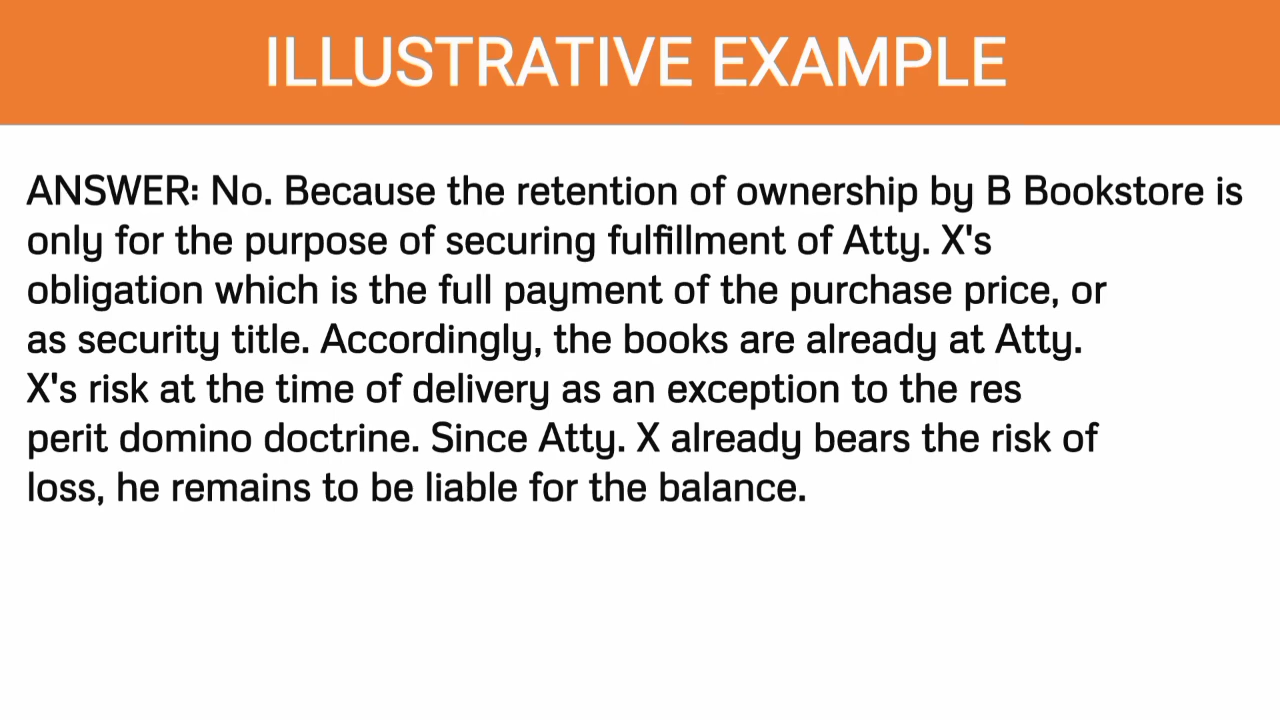 ILLUSTRATIVE EXAMPLE
ANSWER: No. Because the retention of ownership by B Bookstore is
only for the purpose of securing fulfillment of Atty. X's
obligation which is the full payment of the purchase price, or
as security title. Accordingly, the books are already at Atty.
X's risk at the time of delivery as an exception to the res
perit domino doctrine. Since Atty. X already bears the risk of
loss, he remains to be liable for the balance.